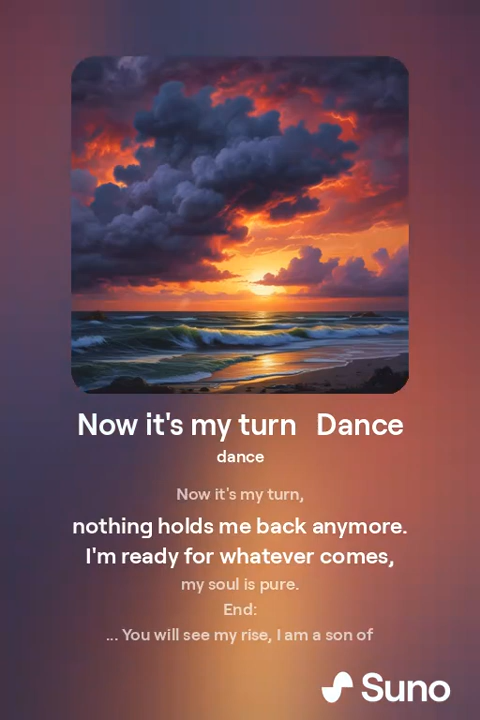 Now it's my turn Dance
dance
Now it's my turn,
nothing holds me back anymore.
I'm ready for whatever comes,
my soul is pure.
End:
... You will see my rise, I am a son of
Suno